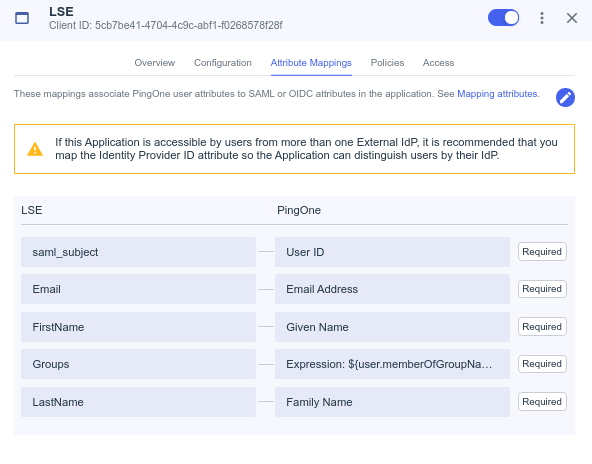 LSE
Client ID: 5cb7be41-4704-4c9c-abf1-f0268578f28f
Overview Configuration Attribute Mappings Policies Access
These mappings associate PingOne user attributes to SAML or OIDC attributes in the application. See Mapping attributes.
If this Application is accessible by users from more than one External IdP, it is recommended that you
map the Identity Provider ID attribute so the Application can distinguish users by their IdP.
LSE PingOne
saml_subject User ID Required
Email Email Address Required
FirstName Given Name Required
Groups Expression: ${user.memberOfGroupNa... Required
LastName Family Name Required